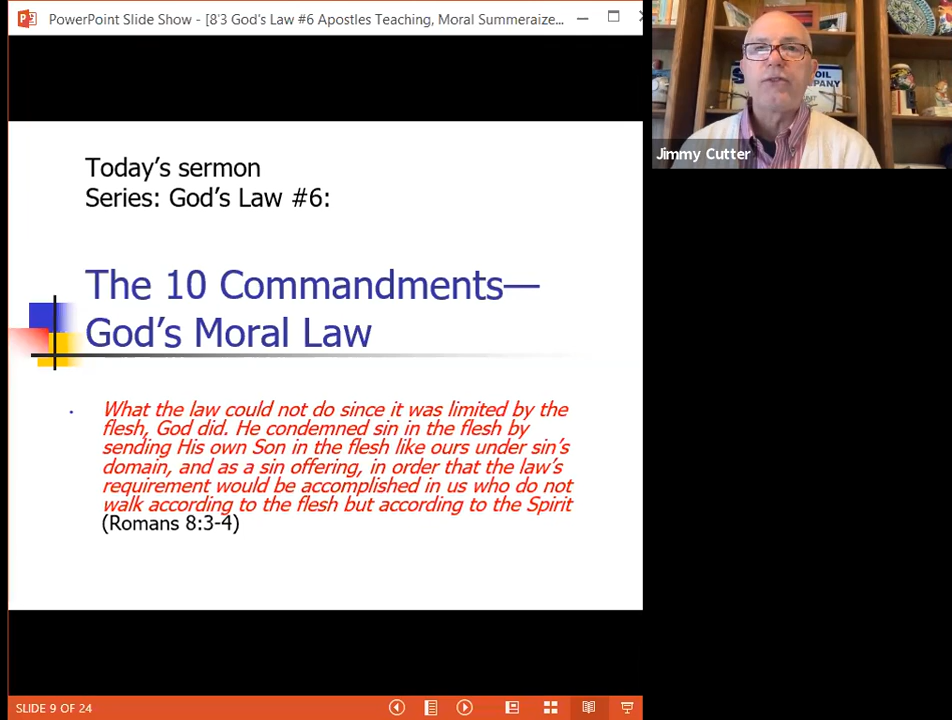 PowerPoint Slide Show - [8'3 God's Law #6 Apostles Teaching, Moral Summeraize...
Jimmy Cutter
OIL
Today's sermon
Series: God's Law #6:
The 10 Commandments—
God's Moral Law
What the law could not do since it was limited by the
flesh, God did. He condemned sin in the flesh by
sending His own Son in the flesh like ours under sin's
domain, and as a sin offering, in order that the law's
requirement would be accomplished in us who do not
walk according to the flesh but according to the Spirit
(Romans 8:3-4)
SLIDE 9 OF 24